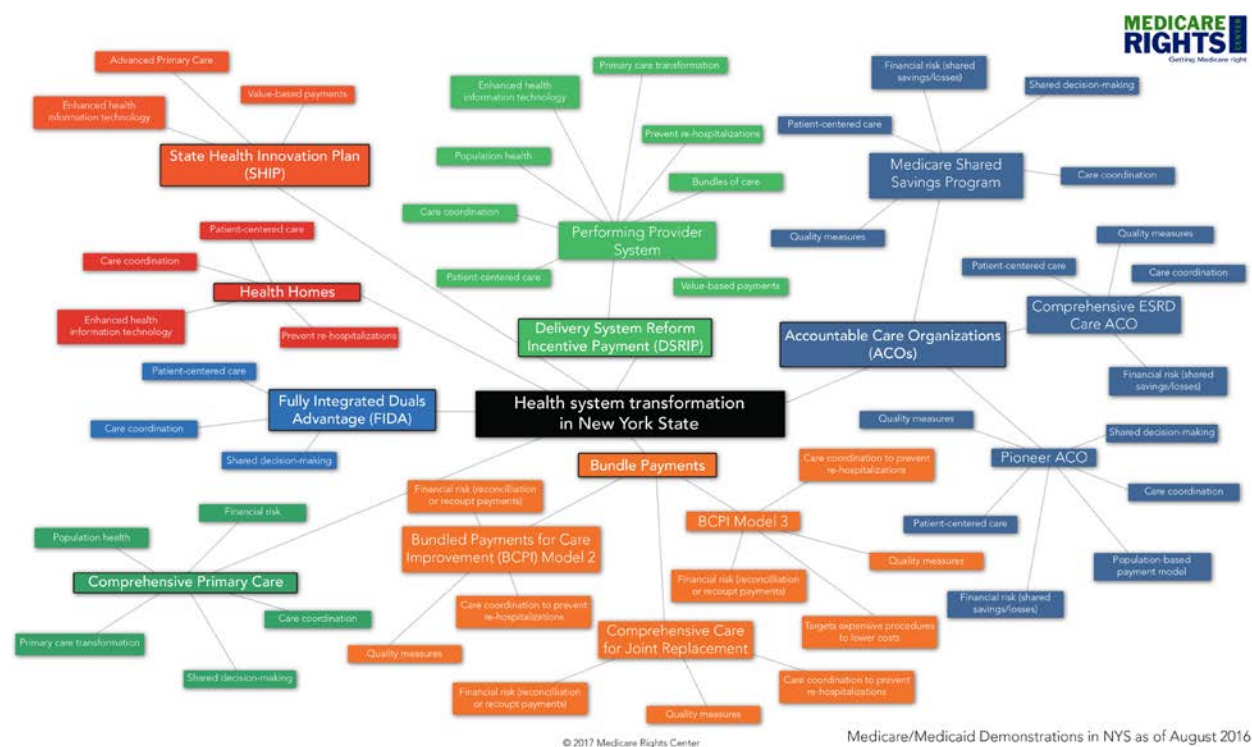 MEDICARE
RIGHTS
CENTER
Getting Medicare right
Advanced Primary Care
Value-based payments
Enhanced health
information technology
State Health Innovation Plan
(SHIP)
Patient-centered care
Care coordination
Health Homes
Enhanced health
information technology
Prevent re-hospitalizations
Patient-centered care
Fully Integrated Duals
Advantage (FIDA)
Care coordination
Shared decision-making
Primary care transformation
Enhanced health
information technology
Prevent re-hospitalizations
Population health
Bundles of care
Care coordination
Performing Provider
System
Patient-centered care
Value-based payments
Delivery System Reform
Incentive Payment (DSRIP)
Health system transformation
in New York State
Financial risk (shared
savings/losses)
Shared decision-making
Patient-centered care
Medicare Shared
Savings Program
Care coordination
Quality measures
Quality measures
Patient-centered care
Care coordination
Comprehensive ESRD
Care ACO
Accountable Care Organizations
(ACOs)
Financial risk (shared
savings/losses)
Quality measures
Shared decision-making
Pioneer ACO
Care coordination
Patient-centered care
Population-based
payment model
Financial risk (shared
savings/losses)
Bundle Payments
Care coordination to prevent
re-hospitalizations
Financial risk (reconciliation
or recoupt payments)
BCPI Model 3
Bundled Payments for Care
Improvement (BCPI) Model 2
Quality measures
Financial risk (reconciliation
or recoupt payments)
Care coordination to prevent
re-hospitalizations
Targets expensive procedures
to lower costs
Comprehensive Care
for Joint Replacement
Quality measures
Care coordination to prevent
re-hospitalizations
Financial risk (reconciliation
or recoupt payments)
Quality measures
Financial risk
Population health
Comprehensive Primary Care
Care coordination
Primary care transformation
Shared decision-making
© 2017 Medicare Rights Center
Medicare/Medicaid Demonstrations in NYS as of August 2016